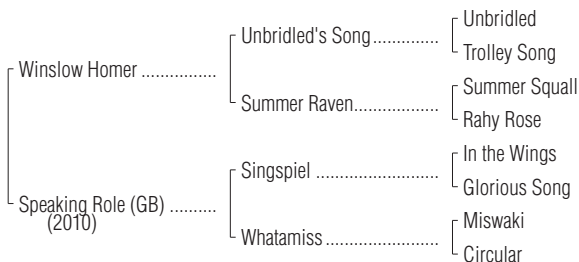 Unbridled
Unbridled's Song..............
Trolley Song
Winslow Homer ................
Summer Squall
Summer Raven..................
Rahy Rose
In the Wings
Singspiel ........................
Glorious Song
Speaking Role (GB) ..........
(2010)
Miswaki
Whatamiss .......................
Circular